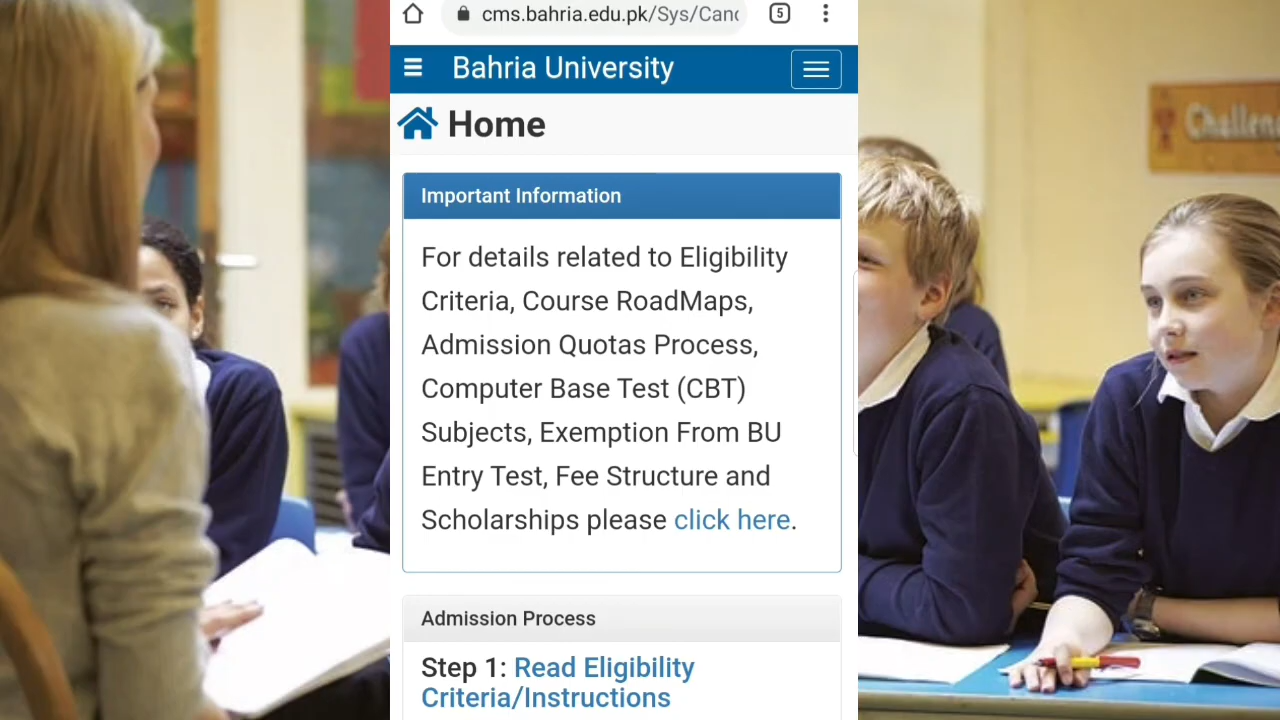 cms.bahria.edu.pk/Sys/Canc
5
Bahria University
Home
Important Information
For details related to Eligibility
Criteria, Course RoadMaps,
Admission Quotas Process,
Computer Base Test (CBT)
Subjects, Exemption From BU
Entry Test, Fee Structure and
Scholarships please click here.
Admission Process
Step 1: Read Eligibility
Criteria/Instructions